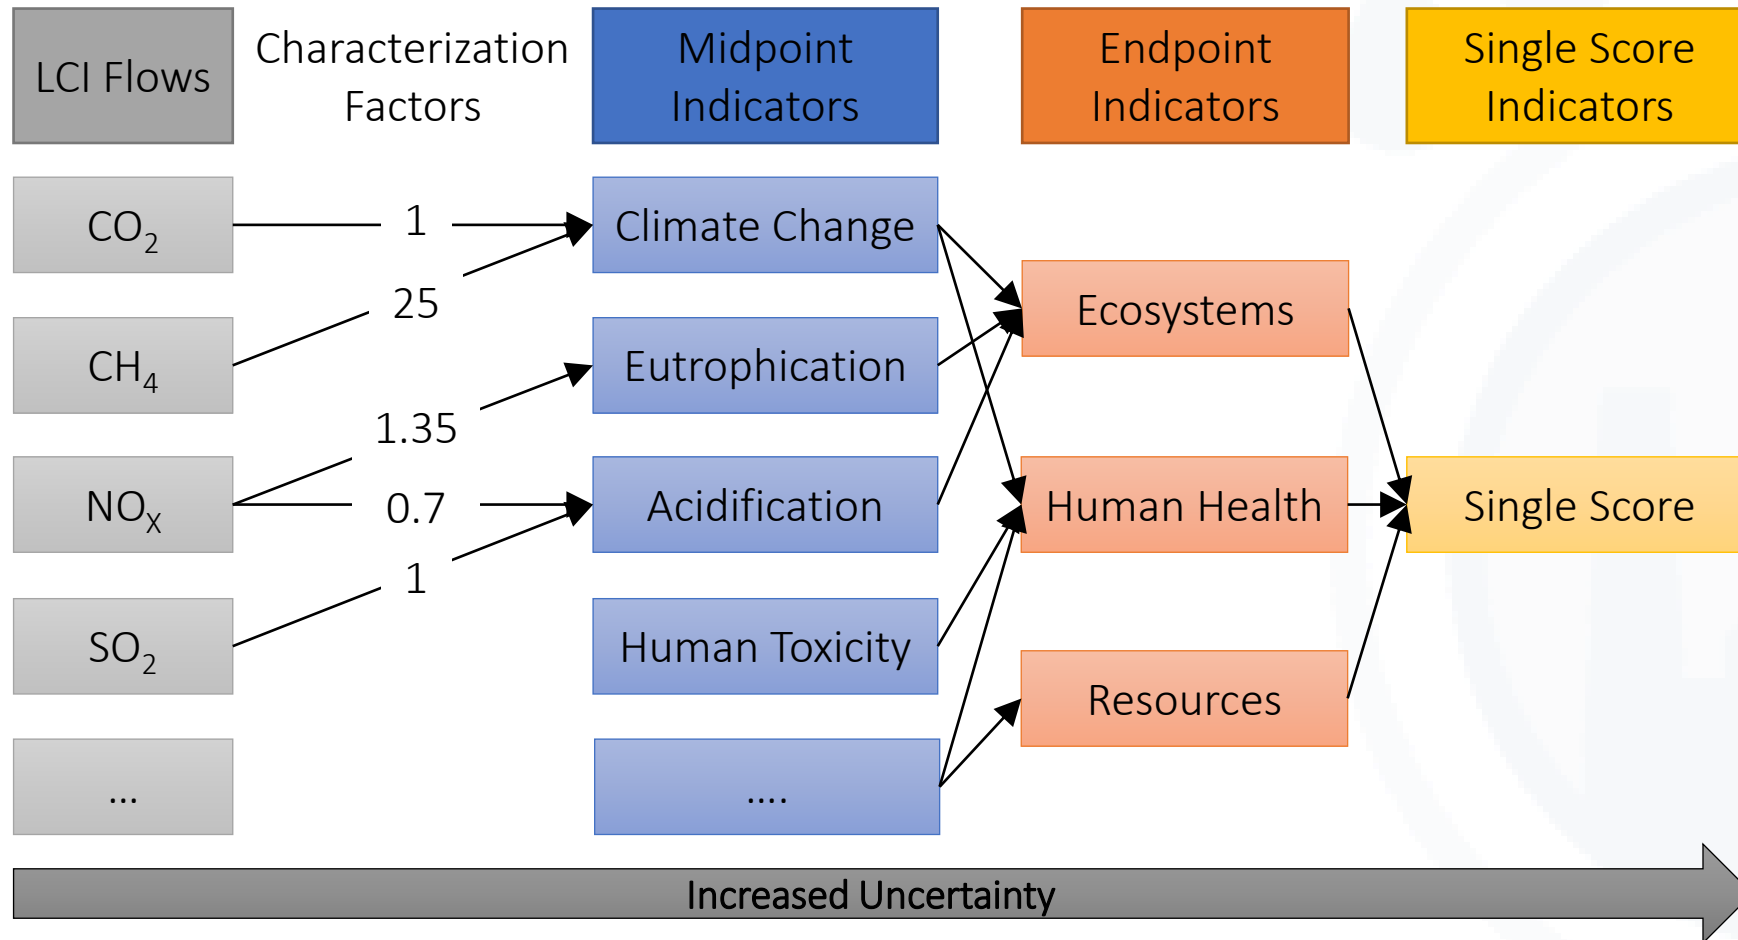 LCI Flows
Characterization
Factors
Midpoint
Indicators
Endpoint
Indicators
Single Score
Indicators
CO₂
1
Climate Change
25
Ecosystems
CH₄
Eutrophication
1.35
NOₓ
0.7
Acidification
Human Health
Single Score
1
SO₂
Human Toxicity
Resources
...
....
Increased Uncertainty